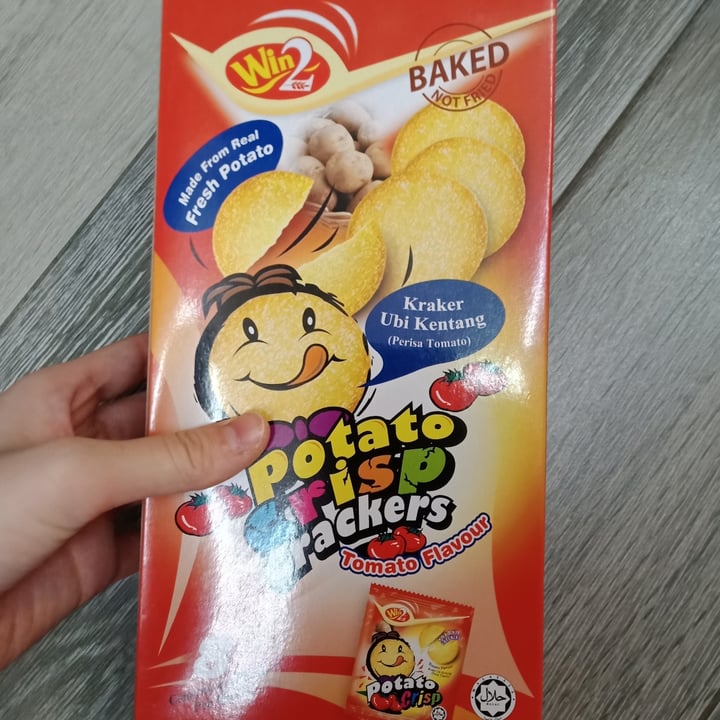 Win2
BAKED
NOT FRIED
Made From Real
Fresh Potato
Kraker
Ubi Kentang
(Perisa Tomato)
Potato
Crisp
Crackers
Tomato Flavour
Win2
Potato
Crisp
حلال